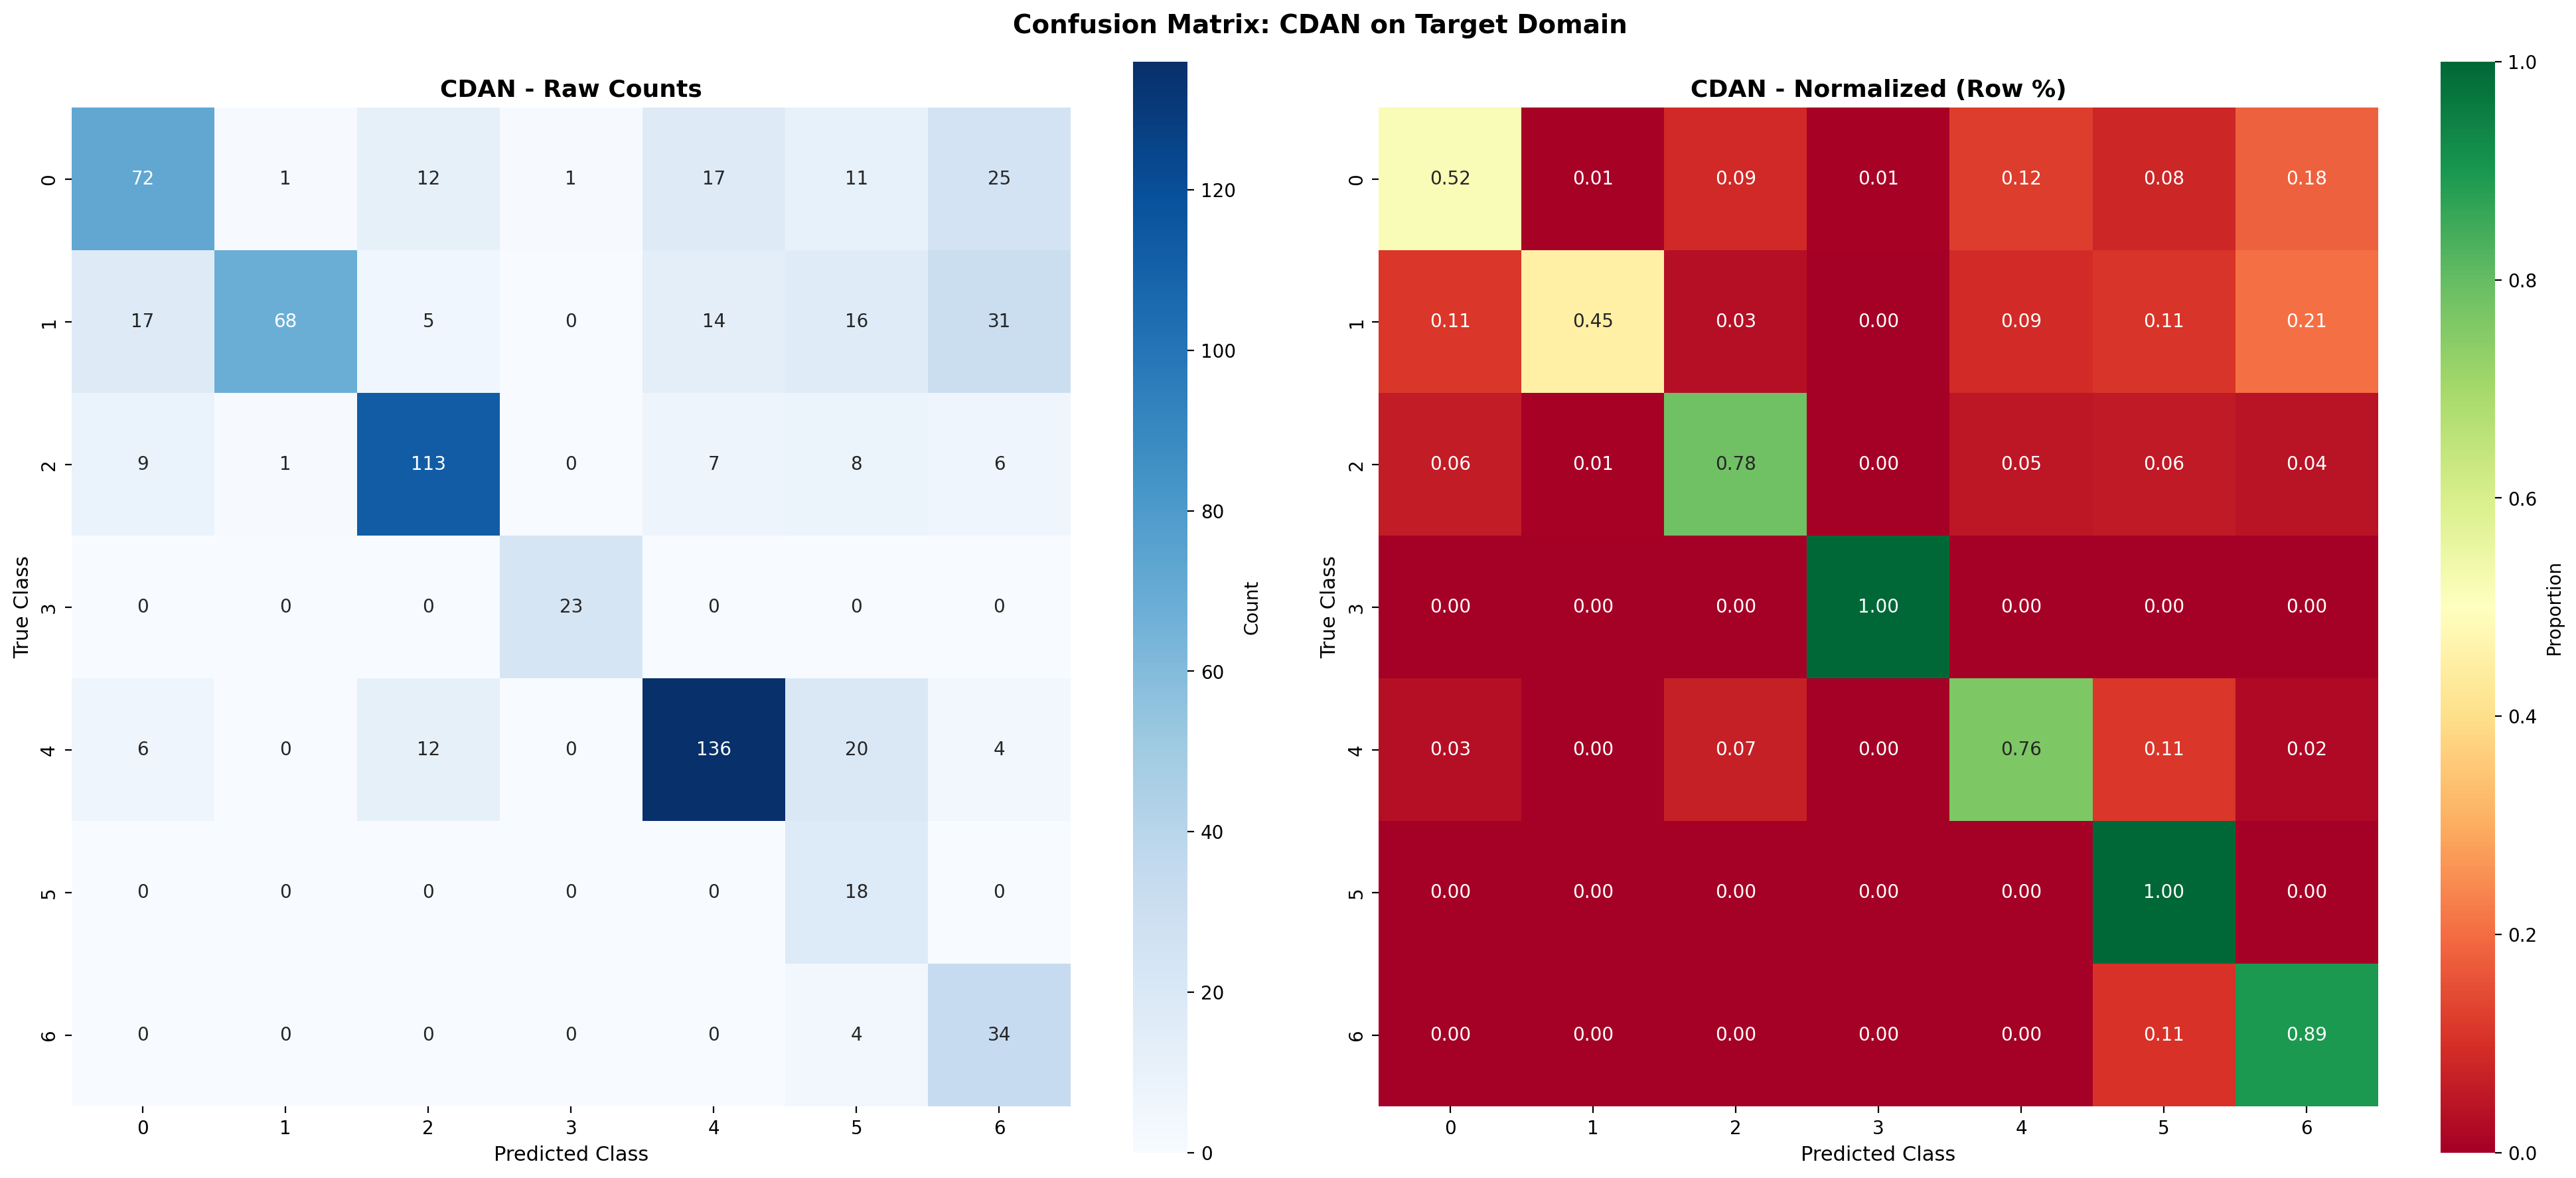 Confusion Matrix: CDAN on Target Domain
CDAN - Raw Counts
True Class
0 72 1 12 1 17 11 25
1 17 68 5 0 14 16 31
2 9 1 113 0 7 8 6
3 0 0 0 23 0 0 0
4 6 0 12 0 136 20 4
5 0 0 0 0 0 18 0
6 0 0 0 0 0 4 34
0 1 2 3 4 5 6
Predicted Class
120
100
80
60
40
20
0
Count
CDAN - Normalized (Row %)
True Class
0 0.52 0.01 0.09 0.01 0.12 0.08 0.18
1 0.11 0.45 0.03 0.00 0.09 0.11 0.21
2 0.06 0.01 0.78 0.00 0.05 0.06 0.04
3 0.00 0.00 0.00 1.00 0.00 0.00 0.00
4 0.03 0.00 0.07 0.00 0.76 0.11 0.02
5 0.00 0.00 0.00 0.00 0.00 1.00 0.00
6 0.00 0.00 0.00 0.00 0.00 0.11 0.89
0 1 2 3 4 5 6
Predicted Class
1.0
0.8
0.6
0.4
0.2
0.0
Proportion